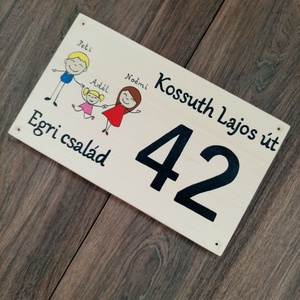 Peti
Adél
Noémi
Kossuth Lajos út
42
Egri család